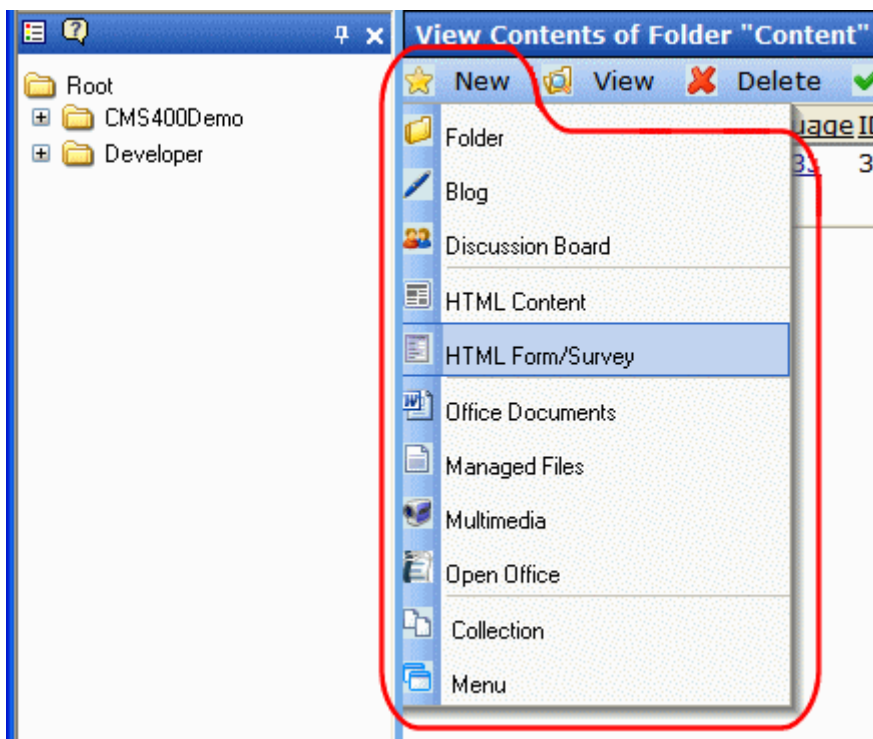 View Contents of Folder "Content"
New View Delete
Root
CMS400Demo
Developer
Folder
Blog
Discussion Board
HTML Content
HTML Form/Survey
Office Documents
Managed Files
Multimedia
Open Office
Collection
Menu